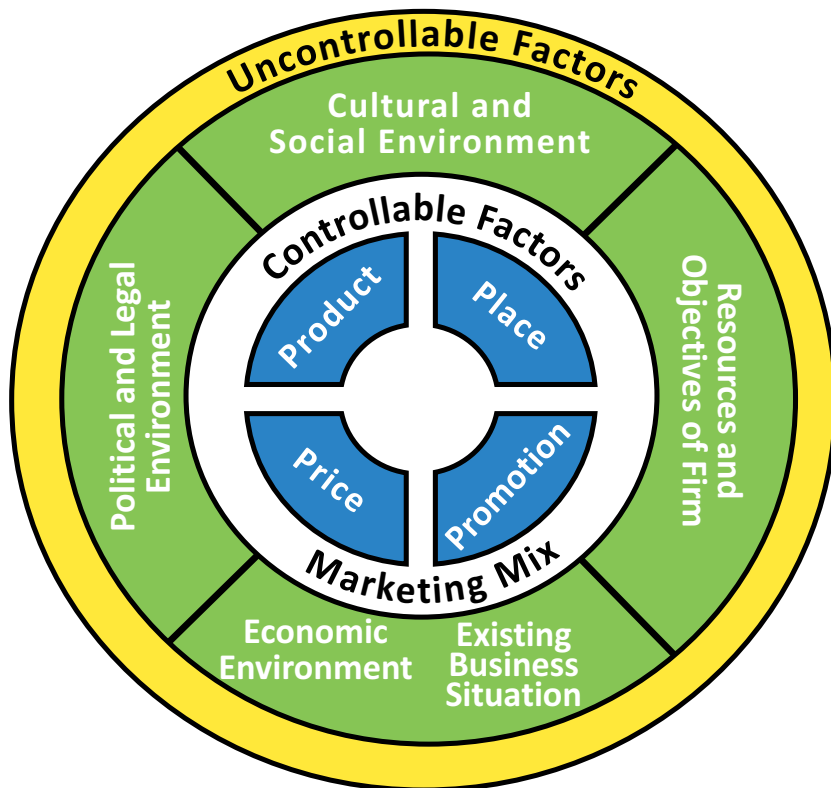 Uncontrollable Factors
Cultural and
Social Environment
Controllable Factors
Product
Place
Political and Legal
Environment
Resources and
Objectives of Firm
Price
Promotion
Marketing Mix
Economic
Environment
Existing
Business
Situation